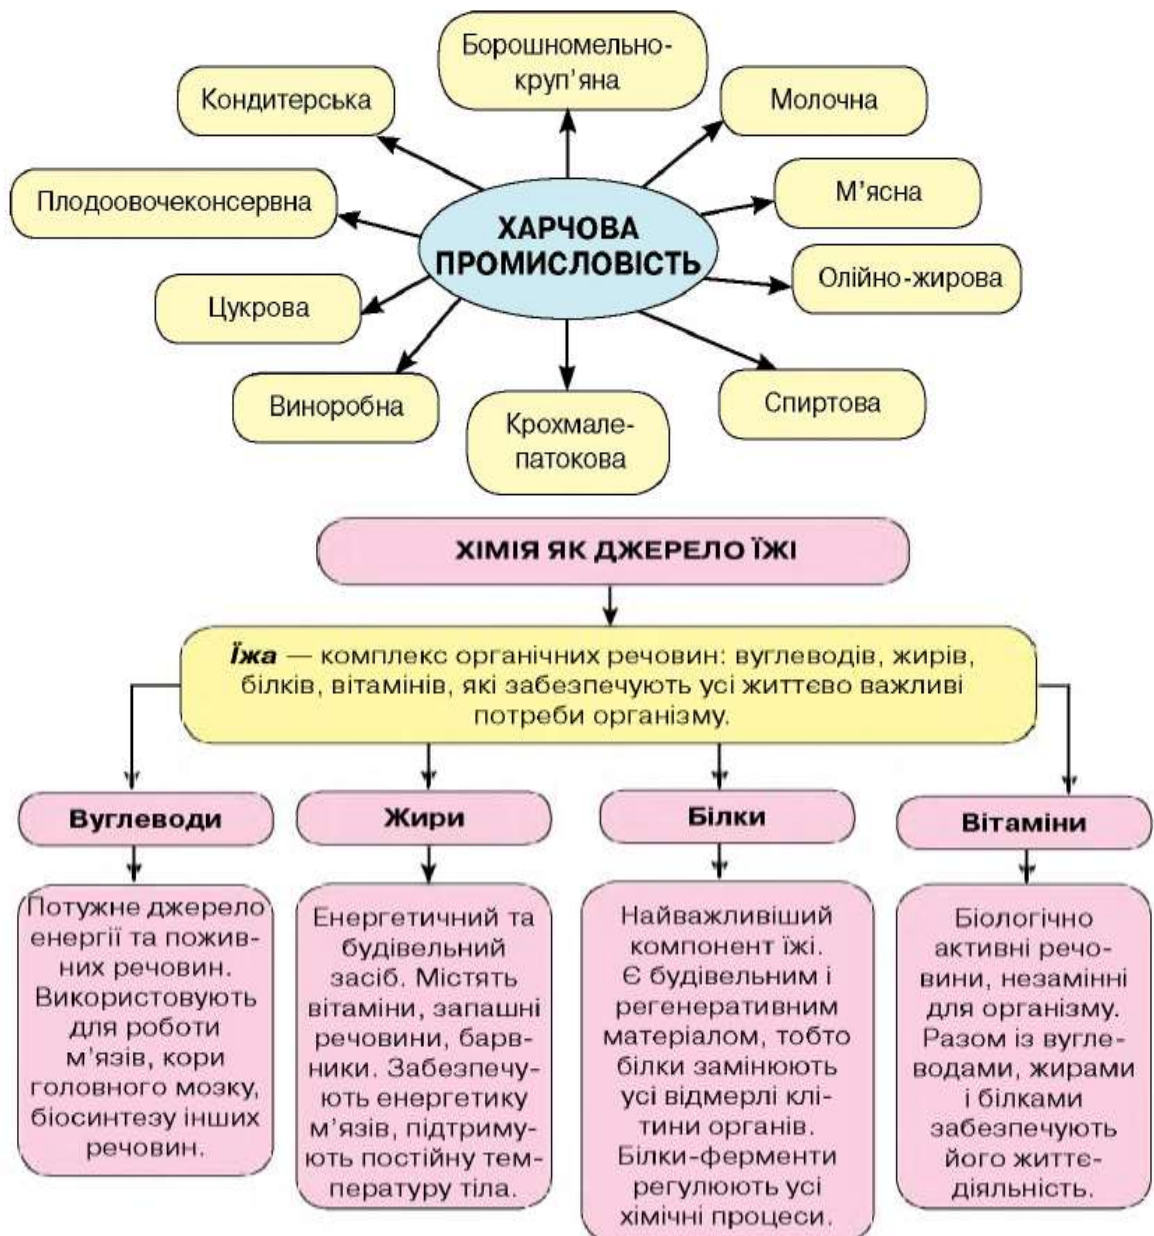 Борошномельно-
круп’яна
Кондитерська
Молочна
Плодоовочеконсервна
М’ясна
ХАРЧОВА
ПРОМИСЛОВІСТЬ
Олійно-жирова
Цукрова
Виноробна
Спиртова
Крохмале-
патокова
ХІМІЯ ЯК ДЖЕРЕЛО ЇЖІ
Їжа — комплекс органічних речовин: вуглеводів, жирів,
білків, вітамінів, які забезпечують усі життєво важливі
потреби організму.
Вуглеводи
Потужне джерело
енергії та пожив-
них речовин.
Використовують
для роботи
м’язів, кори
головного мозку,
біосинтезу інших
речовин.
Жири
Енергетичний та
будівельний
засіб. Містять
вітаміни, запашні
речовини, барв-
ники. Забезпечу-
ють енергетику
м’язів, підтриму-
ють постійну тем-
пературу тіла.
Білки
Найважливіший
компонент їжі.
Є будівельним і
регенеративним
матеріалом, тобто
білки замінюють
усі відмерлі клі-
тини органів.
Білки-ферменти
регулюють усі
хімічні процеси.
Вітаміни
Біологічно
активні речо-
вини, незамінні
для організму.
Разом із вугле-
водами, жирами
і білками
забезпечують
його життє-
діяльність.